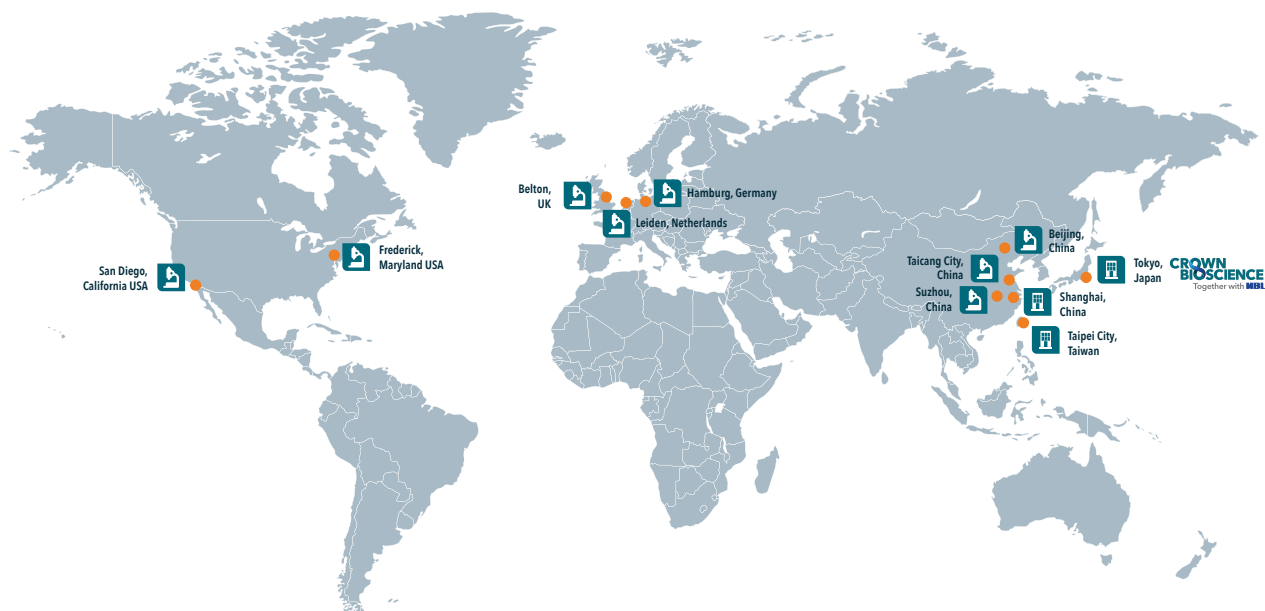 San Diego,
California USA
Frederick,
Maryland USA
Belton,
UK
Hamburg, Germany
Leiden, Netherlands
Beijing,
China
Taicang City,
China
Suzhou,
China
Shanghai,
China
Taipei City,
Taiwan
Tokyo,
Japan
CROWN
BIOSCIENCE
Together with MBL